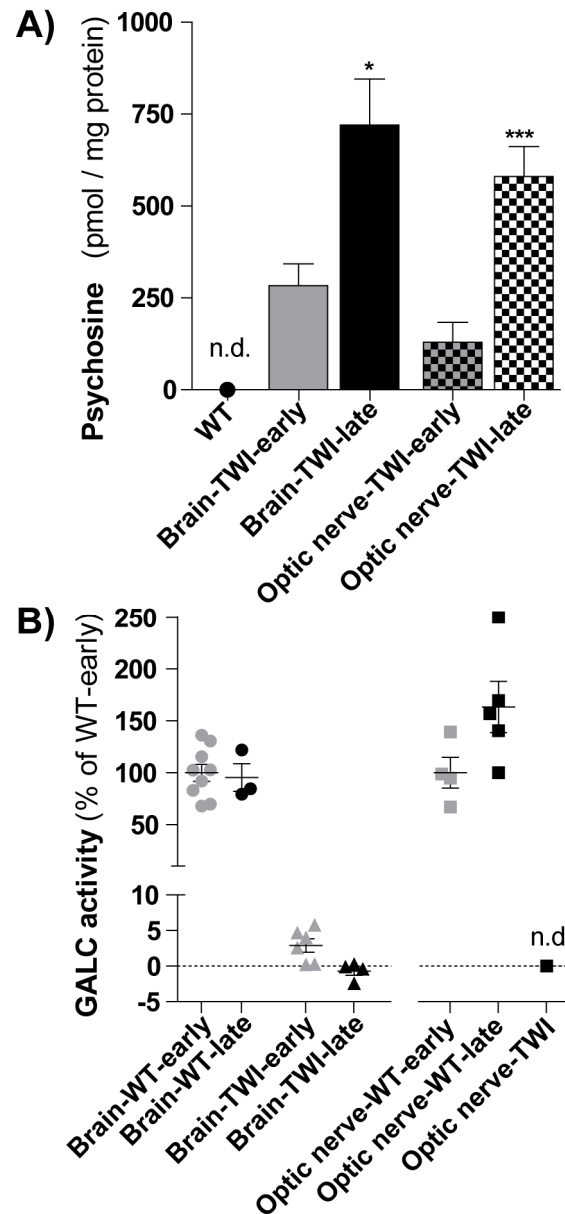 A)
Psychosine (pmol / mg protein)
1000
750
500
250
0
n.d.
*
***
WT
Brain-TWI-early
Brain-TWI-late
Optic nerve-TWI-early
Optic nerve-TWI-late
B)
GALC activity (% of WT-early)
250
200
150
100
50
10
5
0
-5
n.d
Brain-WT-early
Brain-WT-late
Brain-TWI-early
Brain-TWI-late
Optic nerve-WT-early
Optic nerve-WT-late
Optic nerve-TWI